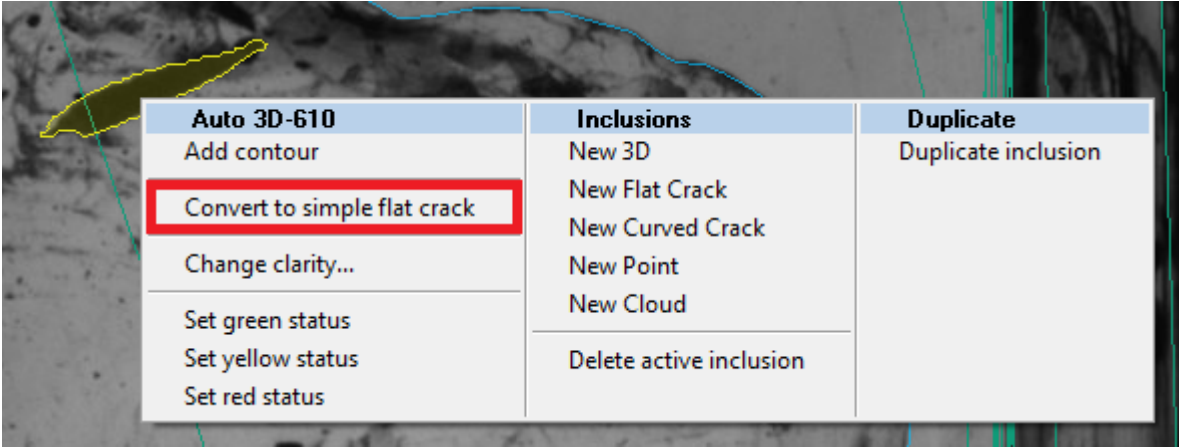 Auto 3D-610
Add contour
Convert to simple flat crack
Change clarity...
Set green status
Set yellow status
Set red status
Inclusions
New 3D
New Flat Crack
New Curved Crack
New Point
New Cloud
Delete active inclusion
Duplicate
Duplicate inclusion